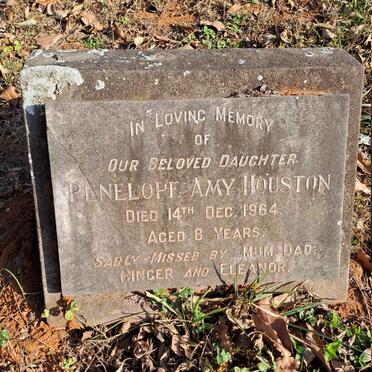 IN LOVING MEMORY
OF
OUR BELOVED DAUGHTER
PENELOPE AMY HOUSTON
DIED 14TH DEC. 1964.
AGED 8 YEARS.
SADLY MISSED BY MUM, DAD,
GINGER AND ELEANOR.